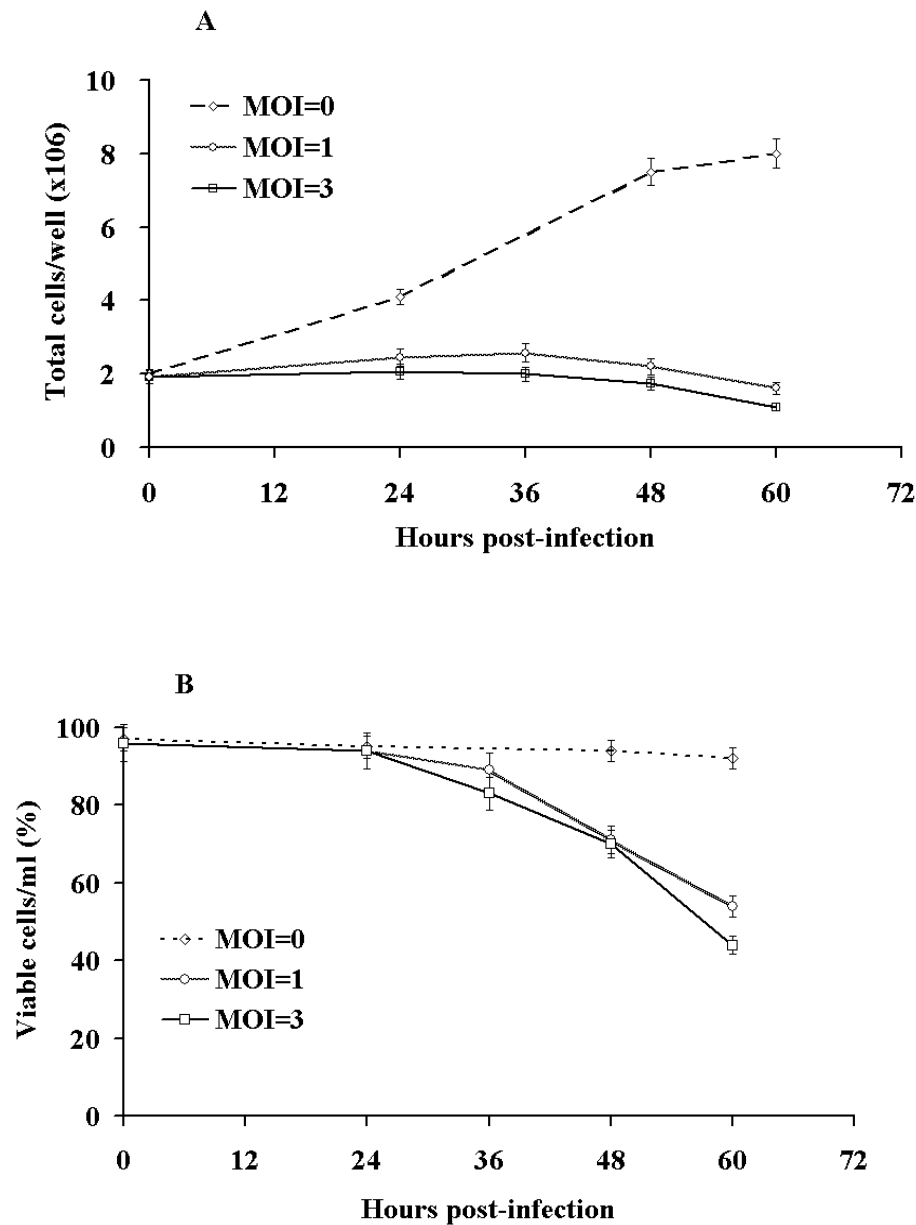 A
10
8
6
4
2
0
Total cells/well (x106)
MOI=0
MOI=1
MOI=3
0 12 24 36 48 60 72
Hours post-infection
B
100
80
60
40
20
0
Viable cells/ml (%)
MOI=0
MOI=1
MOI=3
0 12 24 36 48 60 72
Hours post-infection